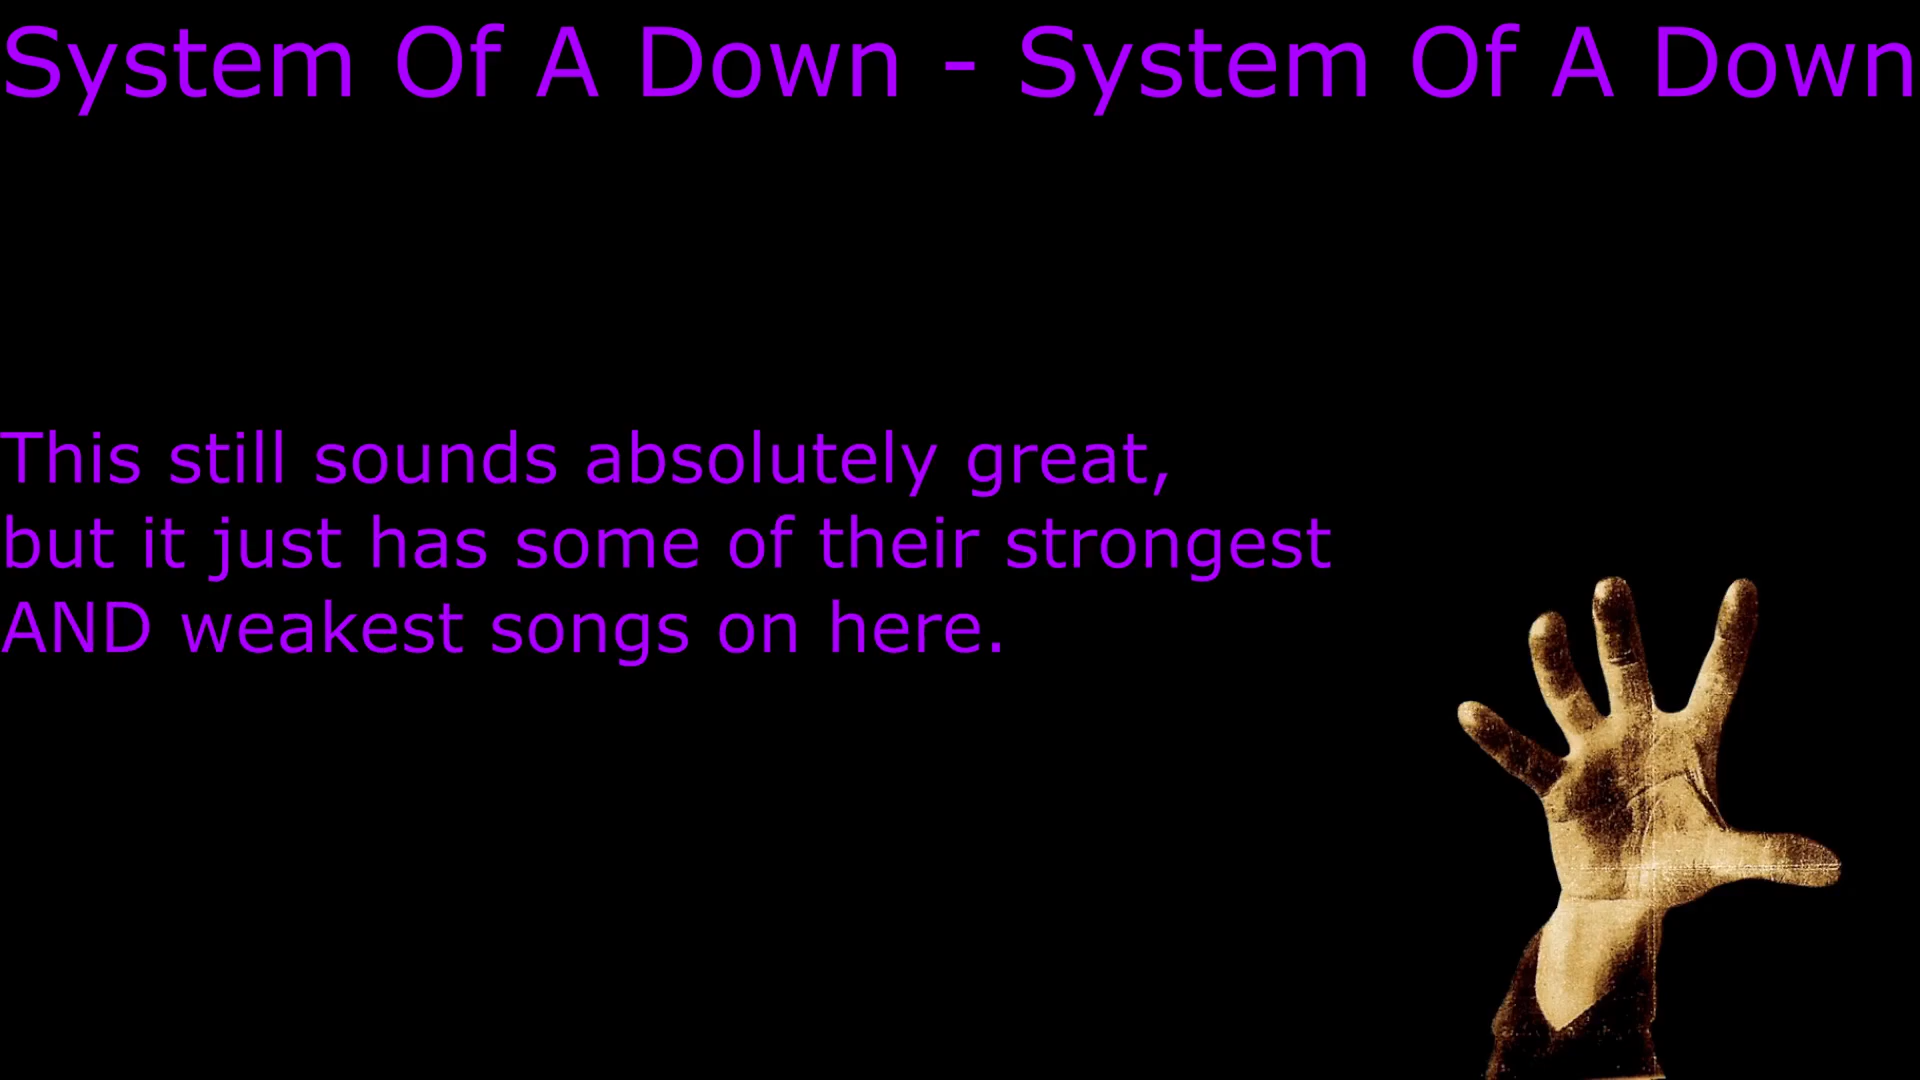 System Of A Down - System Of A Down
This still sounds absolutely great,
but it just has some of their strongest
AND weakest songs on here.